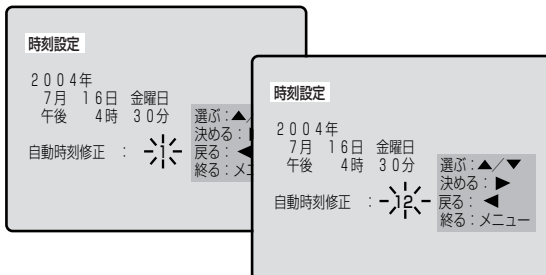 時刻設定
2004年
7月 16日 金曜日
午後 4時 30分
自動時刻修正 : 1
選ぶ:▲/
決める:
戻る:◀
終る:メニ
時刻設定
2004年
7月 16日 金曜日
午後 4時 30分
自動時刻修正 : 12
選ぶ:▲/▼
決める:▶
戻る:◀
終る:メニュー